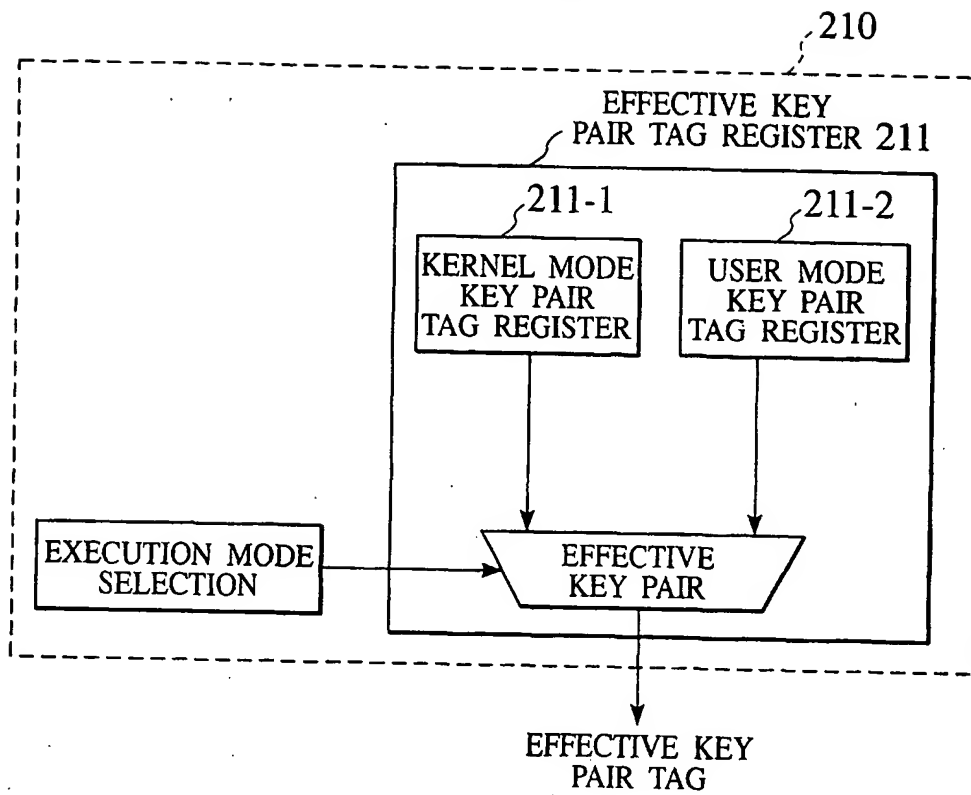 210
EFFECTIVE KEY
PAIR TAG REGISTER 211
211-1
211-2
KERNEL MODE
KEY PAIR
TAG REGISTER
USER MODE
KEY PAIR
TAG REGISTER
EXECUTION MODE
SELECTION
EFFECTIVE
KEY PAIR
EFFECTIVE KEY
PAIR TAG